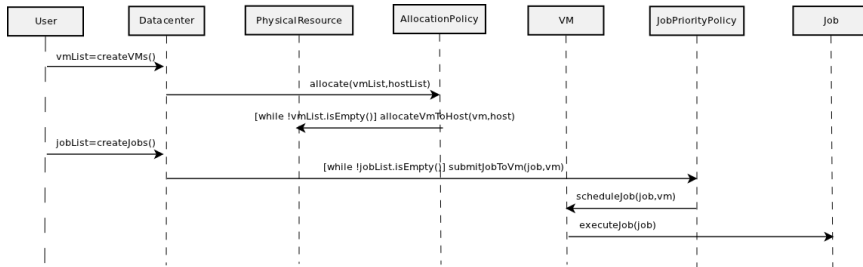 User Datacenter PhysicalResource AllocationPolicy VM JobPriorityPolicy Job
vmList=createVMs()
allocate(vmList,hostList)
[while !vmList.isEmpty()] allocateVmToHost(vm,host)
jobList=createJobs()
[while !jobList.isEmpty()] submitJobToVm(job,vm)
scheduleJob(job,vm)
executeJob(job)